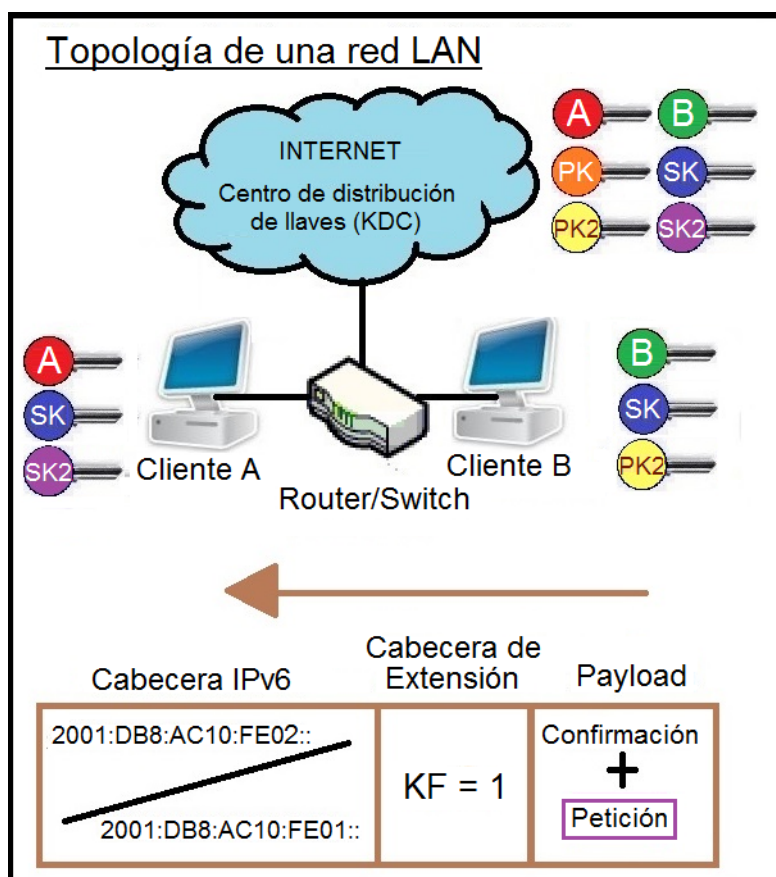 Topología de una red LAN
INTERNET
Centro de distribución
de llaves (KDC)
A
B
PK
SK
PK2
SK2
A
SK
SK2
Cliente A
Router/Switch
Cliente B
B
SK
PK2
Cabecera IPv6
Cabecera de
Extensión
Payload
2001:DB8:AC10:FE02::
2001:DB8:AC10:FE01::
KF = 1
Confirmación
+
Petición